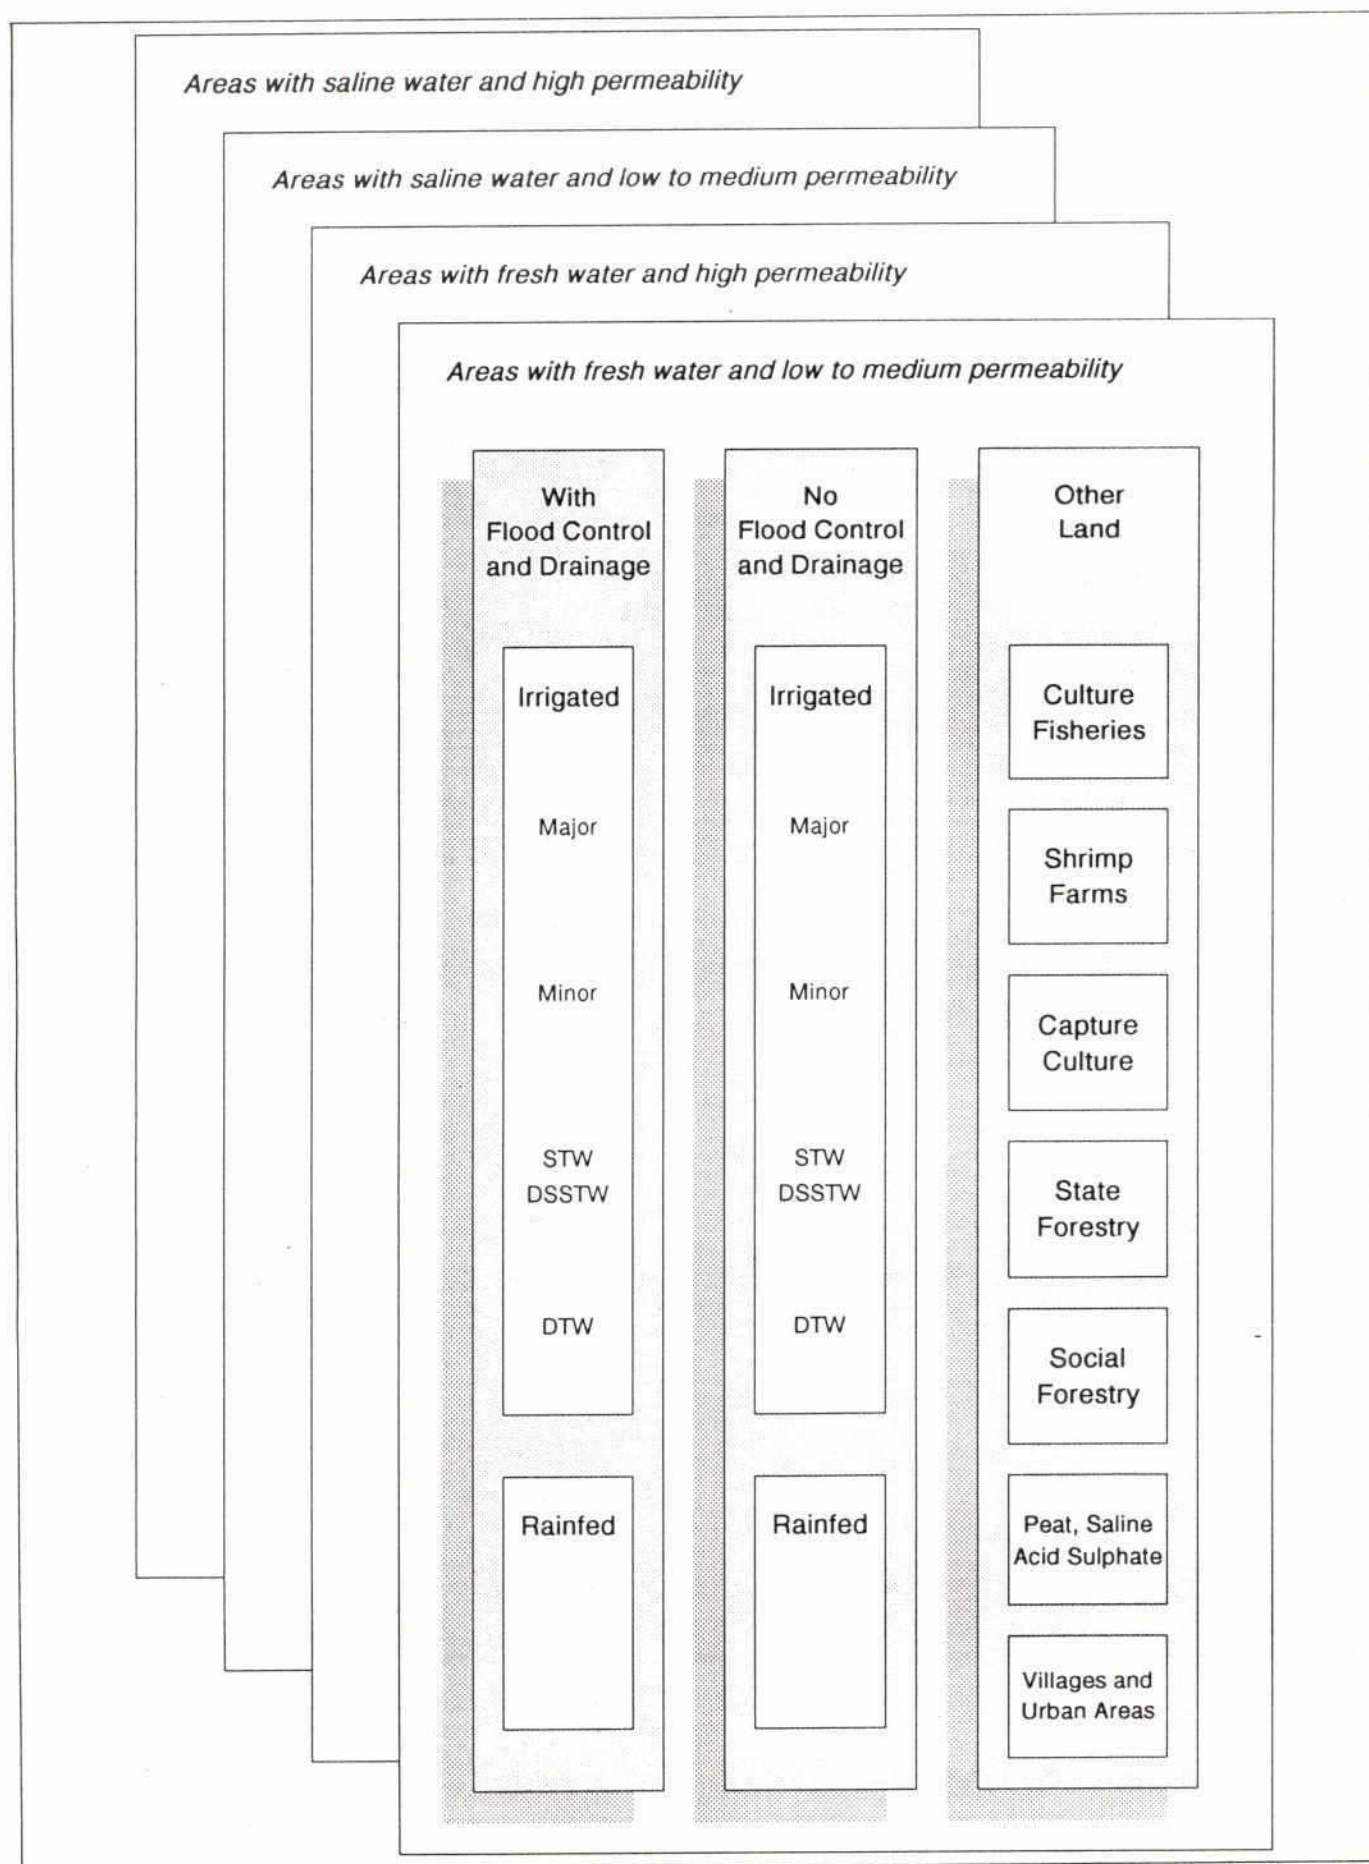 Areas with saline water and high permeability
Areas with saline water and low to medium permeability
Areas with fresh water and high permeability
Areas with fresh water and low to medium permeability
With
Flood Control
and Drainage
Irrigated
Major
Minor
STW
DSSTW
DTW
Rainfed
No
Flood Control
and Drainage
Irrigated
Major
Minor
STW
DSSTW
DTW
Rainfed
Other
Land
Culture
Fisheries
Shrimp
Farms
Capture
Culture
State
Forestry
Social
Forestry
Peat, Saline
Acid Sulphate
Villages and
Urban Areas